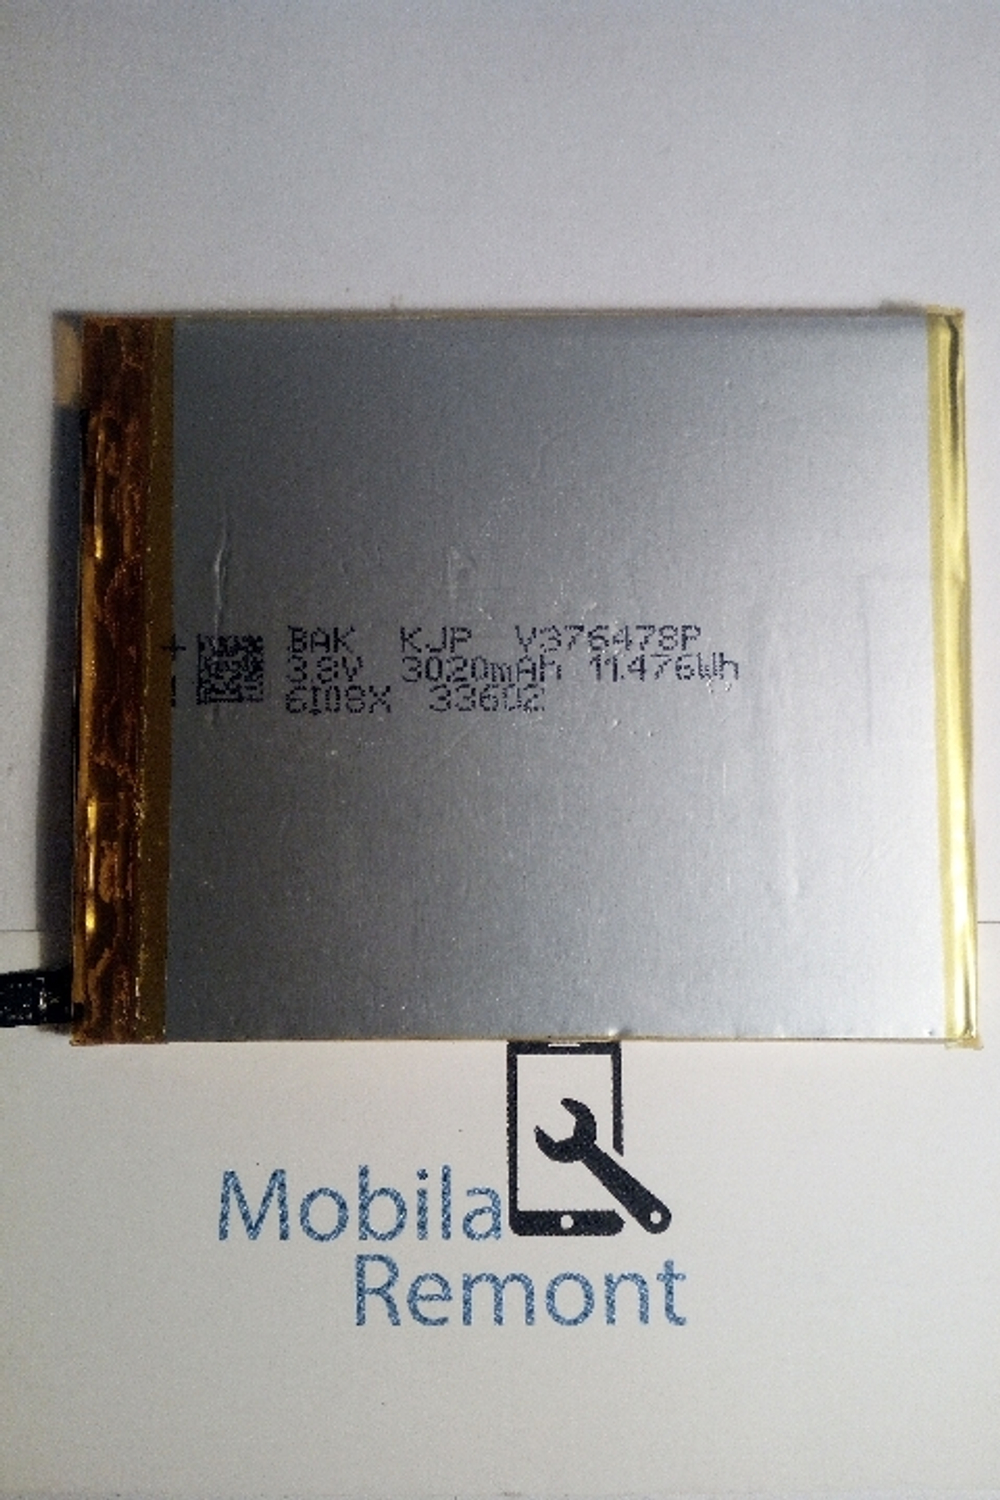 BAK KJP V376478P
3.8V 3020mAh 11.476Wh
6I08X 33602
Mobila
Remont